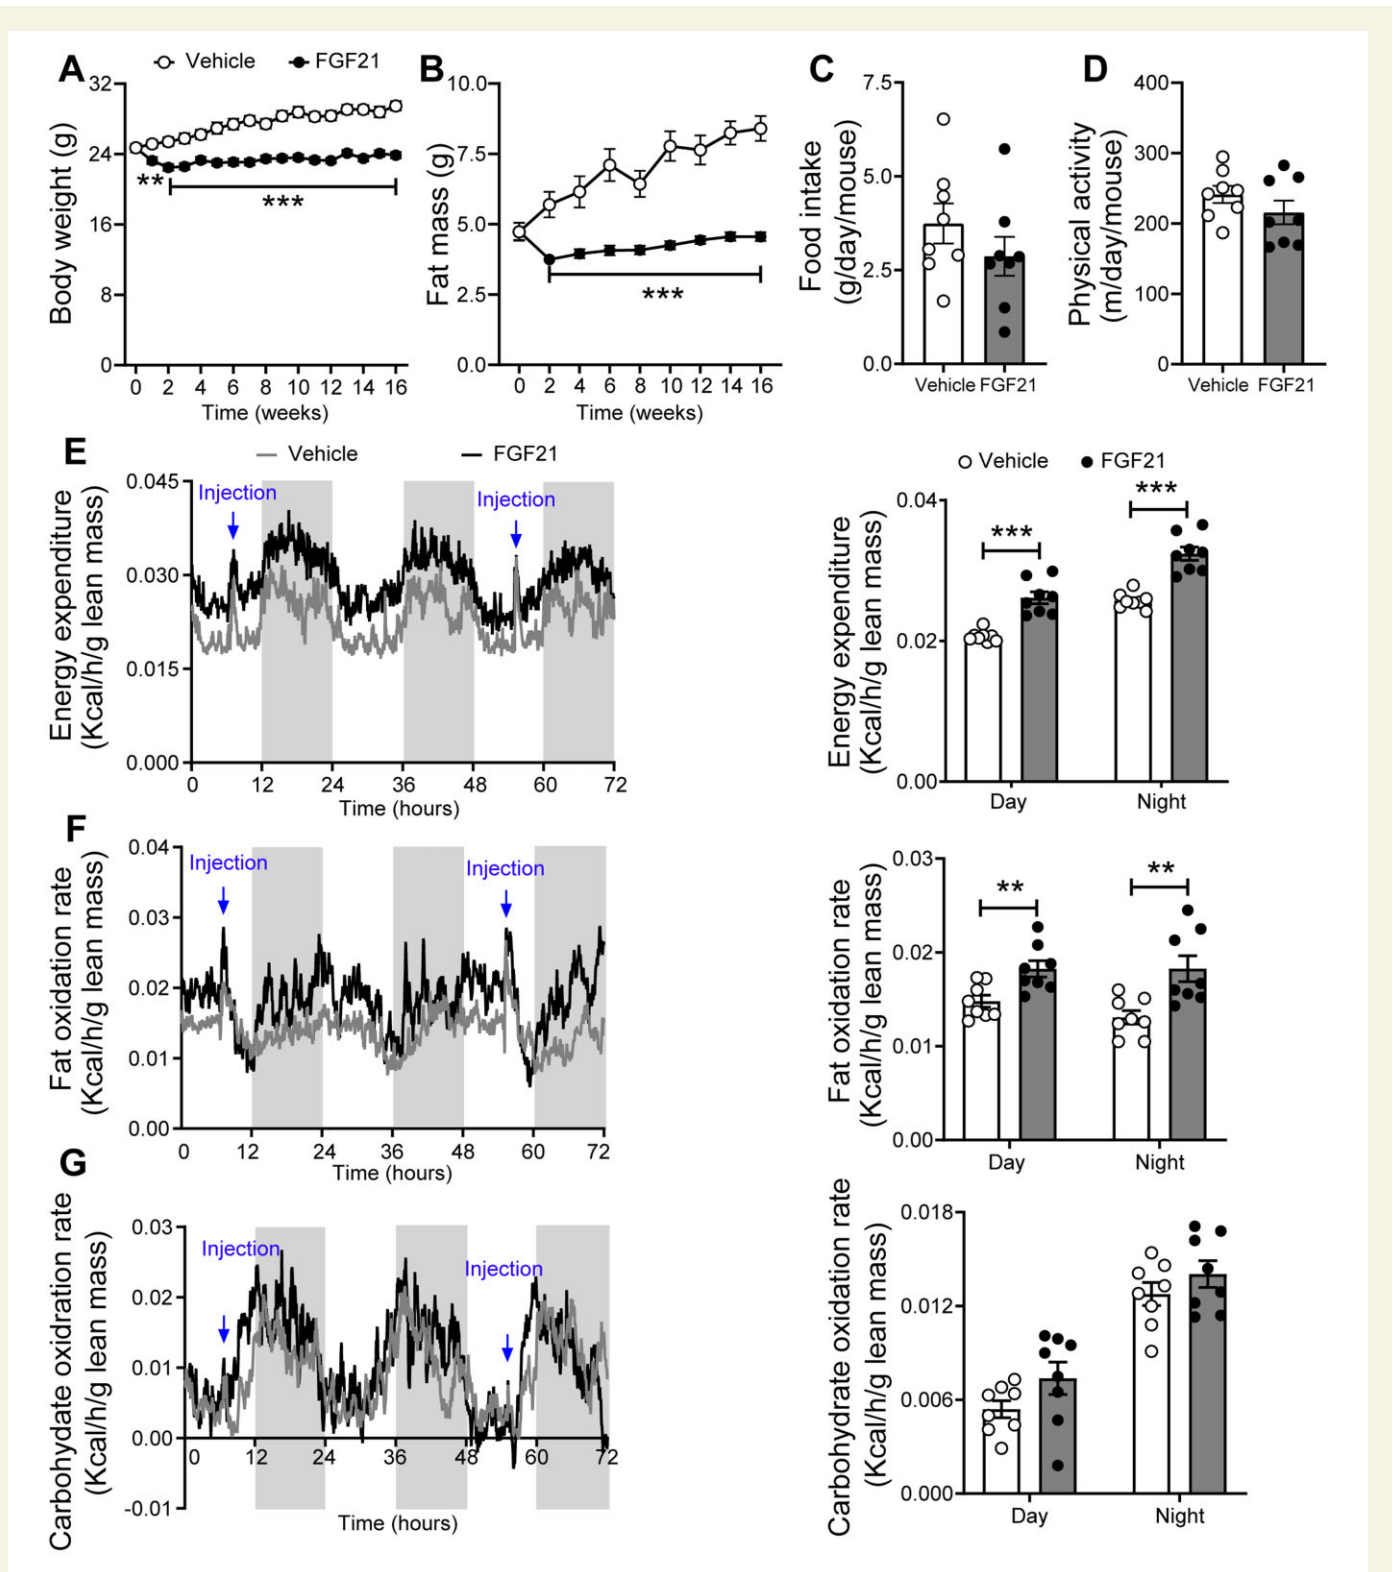 A
Vehicle
FGF21
Body weight (g)
32
24
16
8
0
**
***
0 2 4 6 8 10 12 14 16
Time (weeks)
B
Fat mass (g)
10.0
7.5
5.0
2.5
0.0
***
0 2 4 6 8 10 12 14 16
Time (weeks)
C
Food intake
(g/day/mouse)
7.5
5.0
2.5
0.0
Vehicle FGF21
D
Physical activity
(m/day/mouse)
400
300
200
100
0
Vehicle FGF21
E
Vehicle
FGF21
Energy expenditure
(Kcal/h/g lean mass)
0.045
0.030
0.015
0.000
Injection
Injection
0 12 24 36 48 60 72
Time (hours)
Vehicle
FGF21
Energy expenditure
(Kcal/h/g lean mass)
0.04
0.02
0.00
***
***
Day
Night
F
Fat oxidation rate
(Kcal/h/g lean mass)
0.04
0.03
0.02
0.01
0.00
Injection
Injection
0 12 24 36 48 60 72
Time (hours)
Fat oxidation rate
(Kcal/h/g lean mass)
0.03
0.02
0.01
0.00
**
**
Day
Night
G
Carbohydate oxidration rate
(Kcal/h/g lean mass)
0.03
0.02
0.01
0.00
-0.01
Injection
Injection
0 12 24 36 48 60 72
Time (hours)
Carbohydrate oxidation rate
(Kcal/h/g lean mass)
0.018
0.012
0.006
0.000
Day
Night